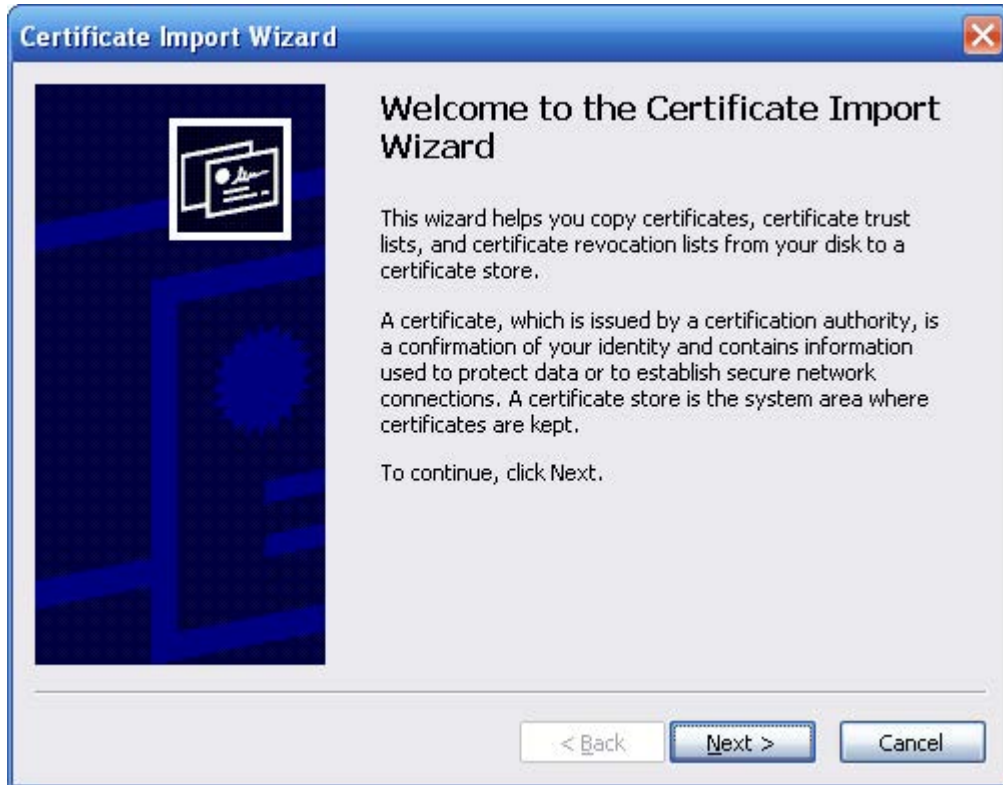 Certificate Import Wizard
Welcome to the Certificate Import
Wizard
This wizard helps you copy certificates, certificate trust
lists, and certificate revocation lists from your disk to a
certificate store.
A certificate, which is issued by a certification authority, is
a confirmation of your identity and contains information
used to protect data or to establish secure network
connections. A certificate store is the system area where
certificates are kept.
To continue, click Next.
< Back
Next >
Cancel